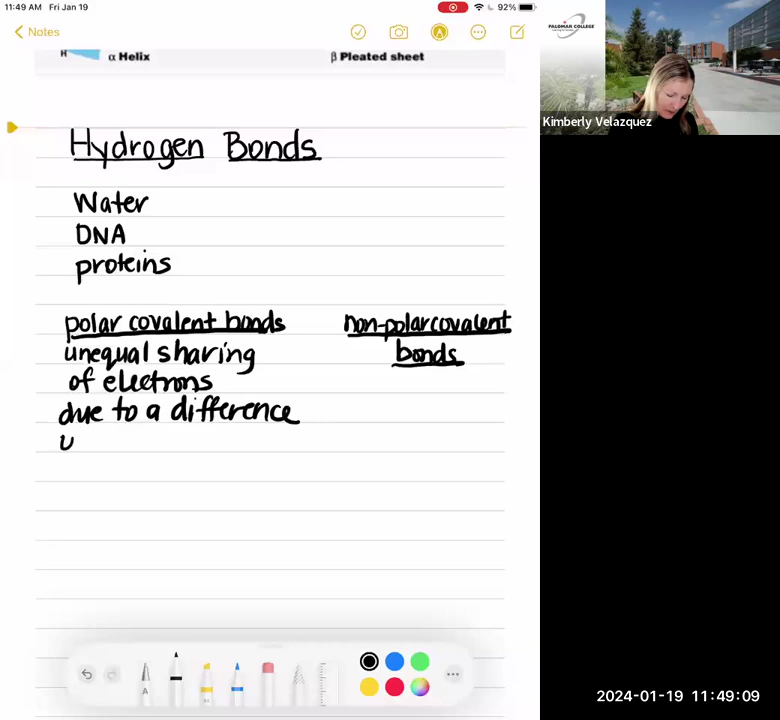 11:49 AM Fri Jan 19
92%
Notes
H
α Helix
β Pleated sheet
PALOMAR COLLEGE
Kimberly Velazquez
Hydrogen Bonds
Water
DNA
proteins
polar covalent bonds
unequal sharing
of electrons
due to a difference
non-polar covalent
bonds
A
2024-01-19 11:49:09